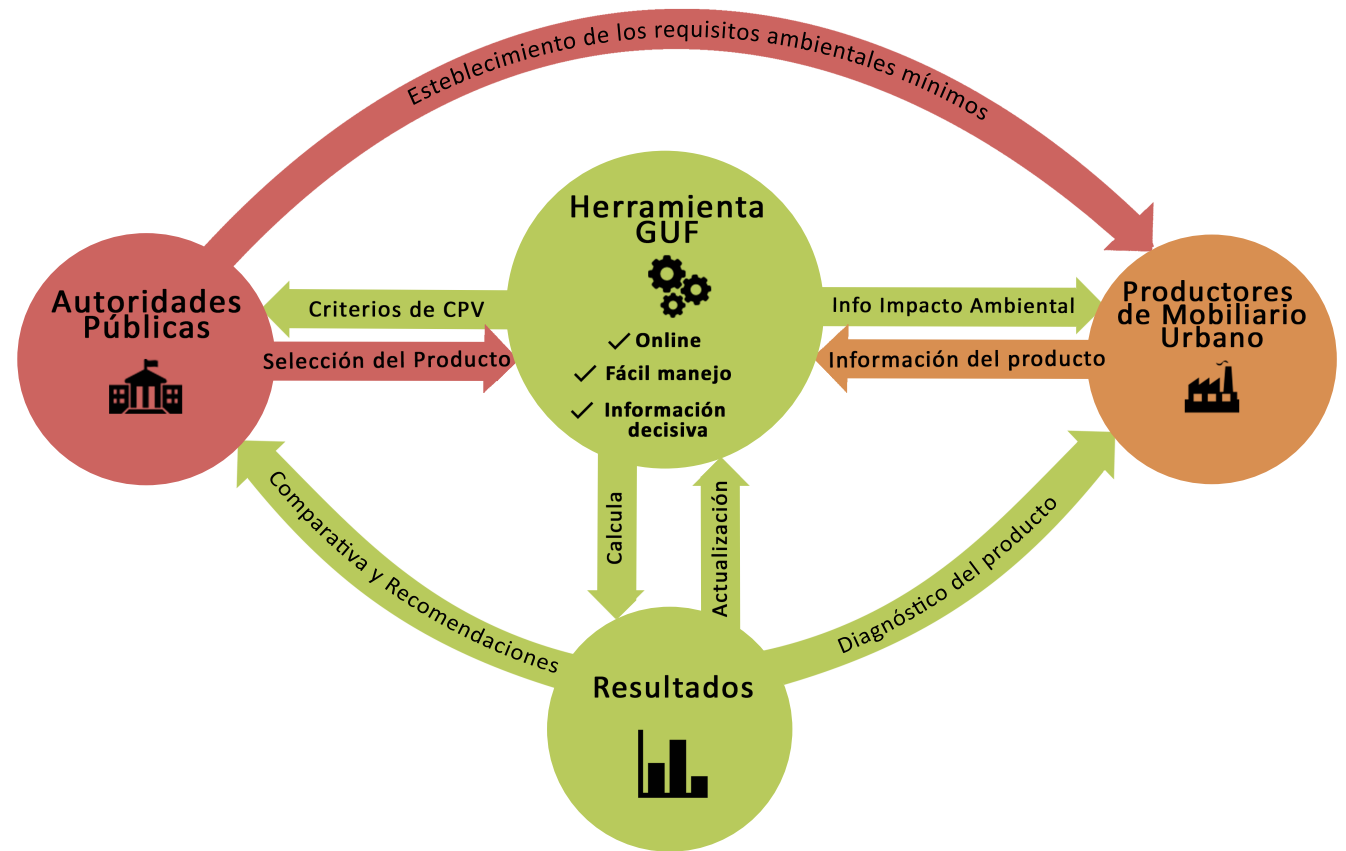 Esteblecimiento de los requisitos ambientales mínimos
Herramienta
GUF
Online
Fácil manejo
Información
decisiva
Autoridades
Públicas
Criterios de CPV
Selección del Producto
Info Impacto Ambiental
Información del producto
Productores
de Mobiliario
Urbano
Calcula
Actualización
Comparativa y Recomendaciones
Diagnóstico del producto
Resultados